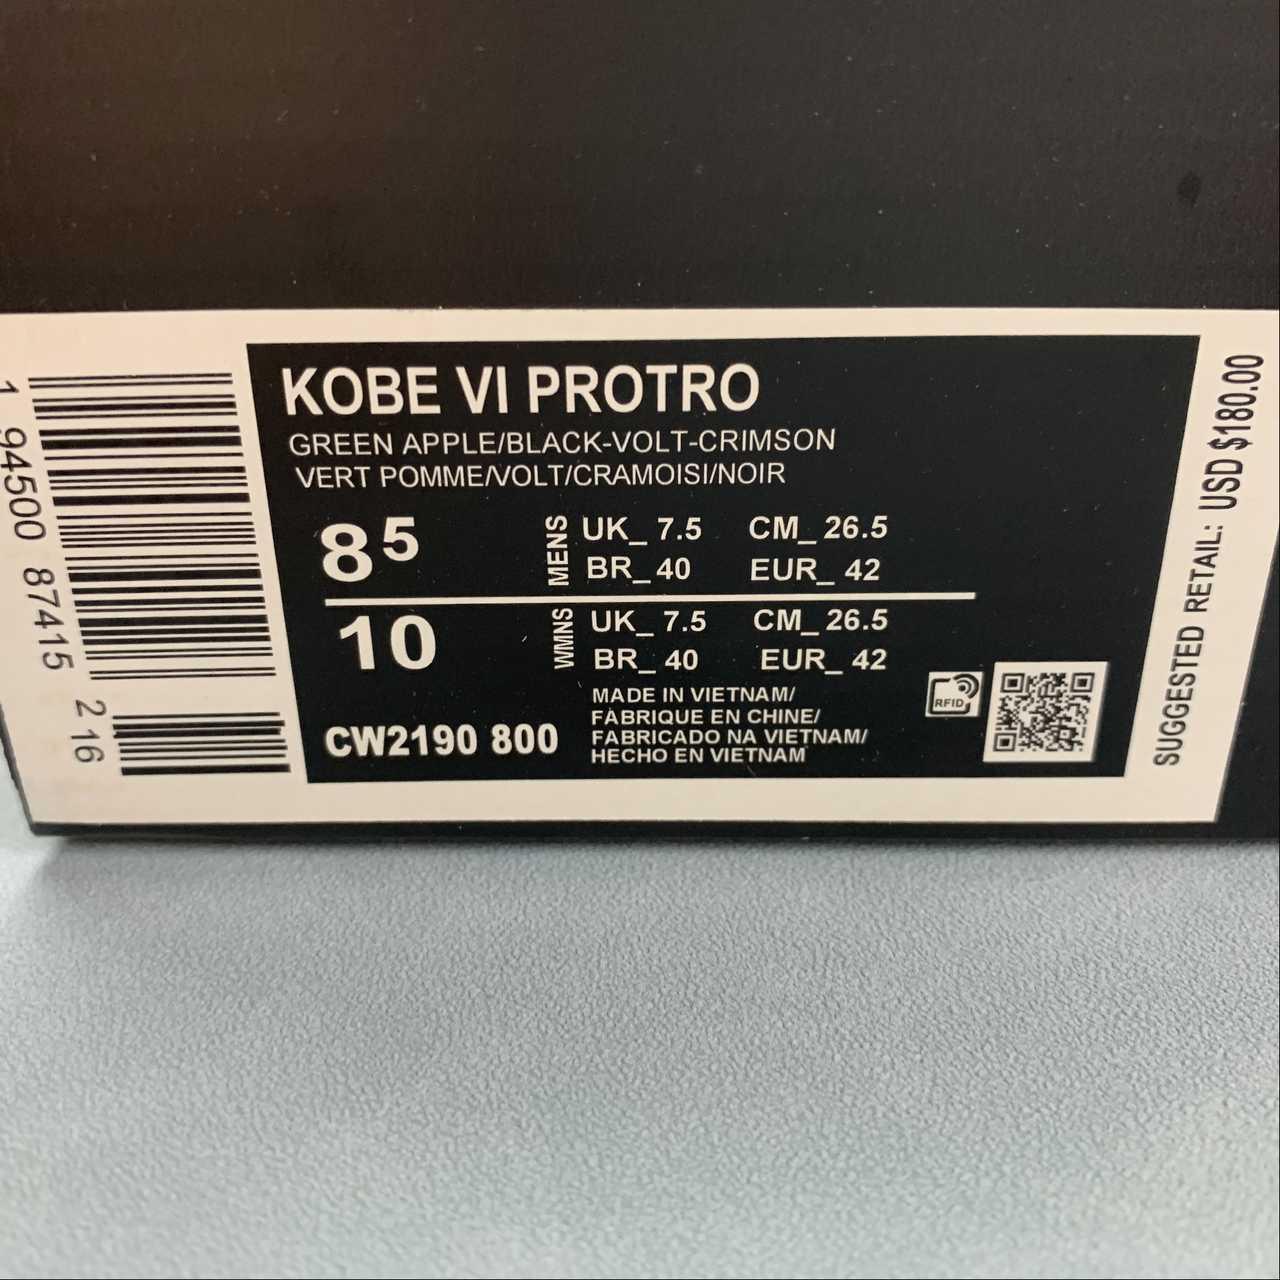 KOBE VI PROTRO
GREEN APPLE/BLACK-VOLT-CRIMSON
VERT POMME/VOLT/CRAMOISI/NOIR
8 5
MENS
UK_ 7.5 CM_ 26.5
BR_ 40 EUR_ 42
10
WMNS
UK_ 7.5 CM_ 26.5
BR_ 40 EUR_ 42
CW2190 800
MADE IN VIETNAM/
FABRIQUE EN CHINE/
FABRICADO NA VIETNAM/
HECHO EN VIETNAM
RFID
SUGGESTED RETAIL: USD $180.00
1 94500 87415 2 16